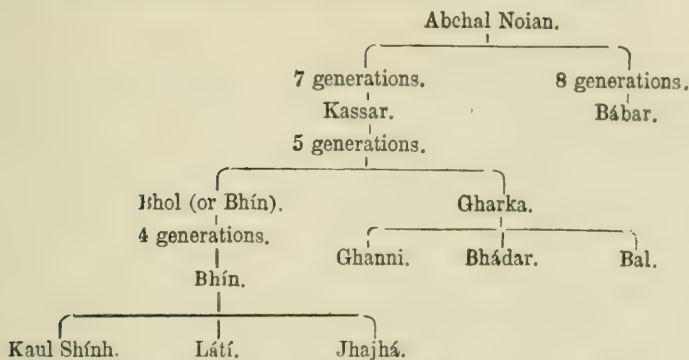 Abchal Noian.
7 generations. 8 generations.
Kassar. Bábar.
5 generations.
Bhol (or Bhín). Gharka.
4 generations.
Ghanni. Bhádar. Bal.
Bhín.
Kaul Shính. Látí. Jhajhá.